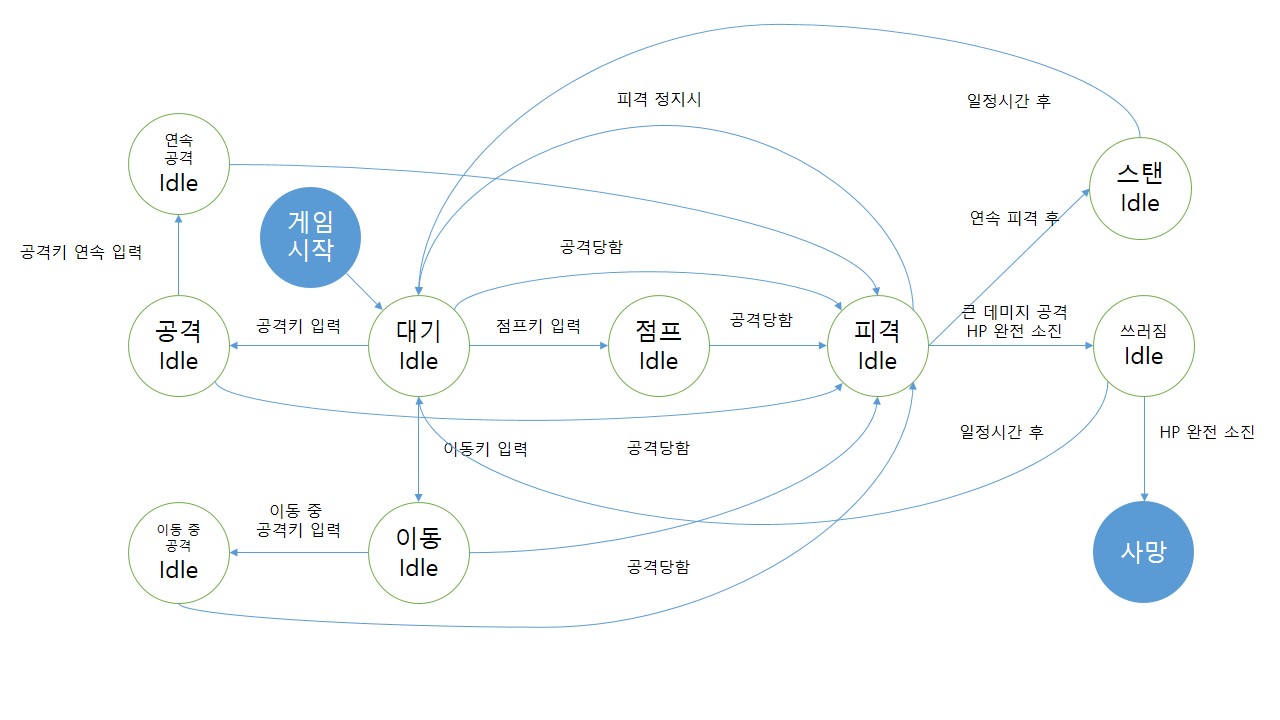 피격 정지시
일정시간 후
연속
공격
Idle
게임
시작
스탠
Idle
연속 피격 후
공격키 연속 입력
공격당함
공격
Idle
공격키 입력
대기
Idle
점프키 입력
점프
Idle
공격당함
피격
Idle
큰 데미지 공격
HP 완전 소진
쓰러짐
Idle
이동키 입력
공격당함
일정시간 후
HP 완전 소진
이동 중
공격
Idle
이동 중
공격키 입력
이동
Idle
공격당함
사망